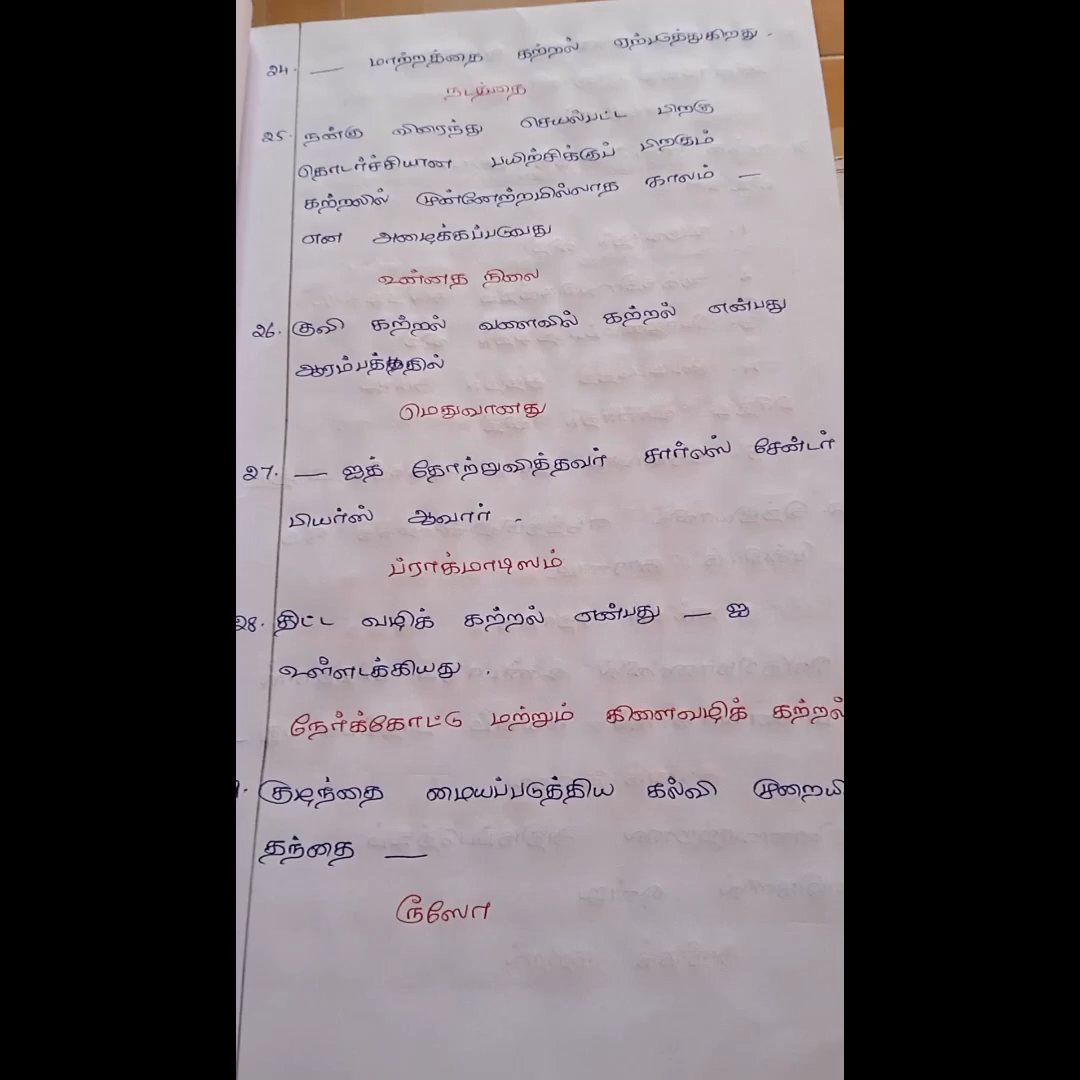 24. — மாற்றத்தை கற்றல் ஏற்படுத்துகிறது.
நடத்தை
25. நன்கு விரைந்து செயல்பட்ட பிறகு
தொடர்ச்சியான பயிற்சிக்குப் பிறகும்
கற்றலில் முன்னேற்றமில்லாத காலம் —
என அழைக்கப்படுவது
உன்னத நிலை
26. குவி கற்றல் வளைவில் கற்றல் என்பது
ஆரம்பத்தில்
மெதுவானது
27. — ஐத் தோற்றுவித்தவர் சார்லஸ் சேண்டர்
பியர்ஸ் ஆவார்.
ப்ராக்மாடிஸம்
28. திட்ட வழிக் கற்றல் என்பது — ஐ
உள்ளடக்கியது.
நேர்க்கோட்டு மற்றும் கிளைவழிக் கற்றல்
குழந்தை மையப்படுத்திய கல்வி
தந்தை —
ரூஸோ